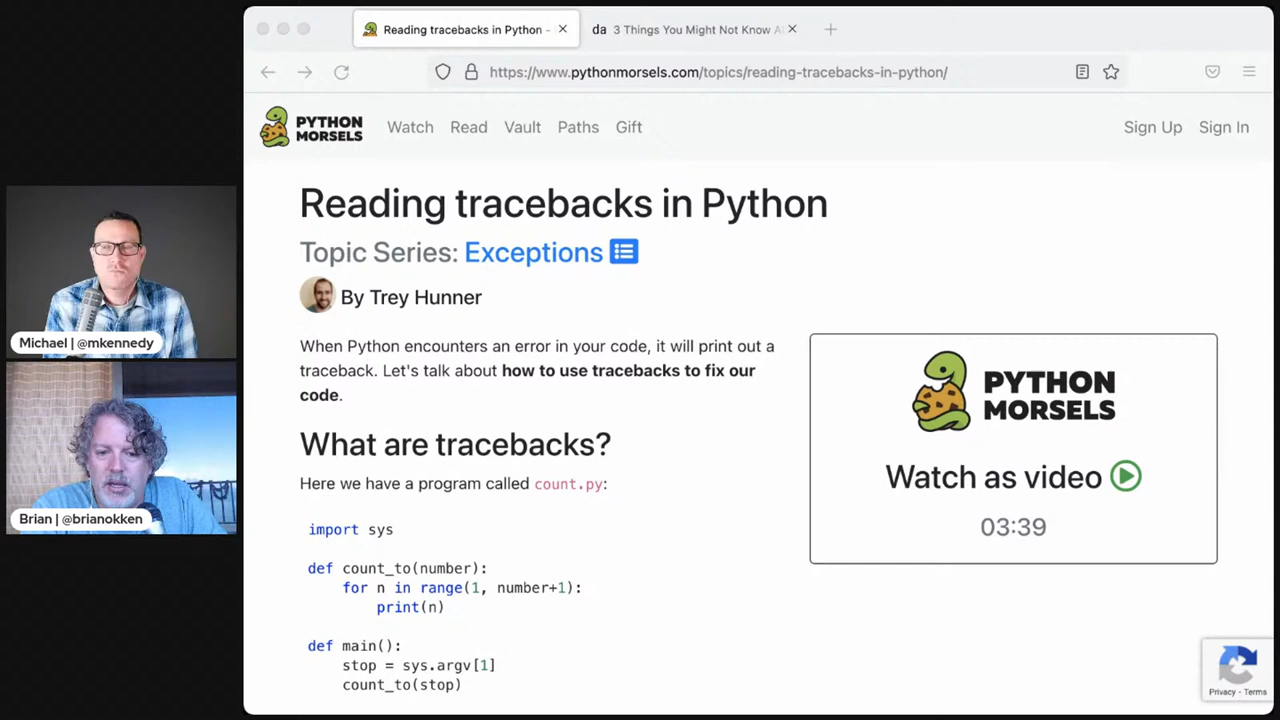 Reading tracebacks in Python -
da 3 Things You Might Not Know A
https://www.pythonmorsels.com/topics/reading-tracebacks-in-python/
PYTHON
MORSELS
Watch Read Vault Paths Gift
Sign Up Sign In
Reading tracebacks in Python
Topic Series: Exceptions
By Trey Hunner
When Python encounters an error in your code, it will print out a
traceback. Let's talk about how to use tracebacks to fix our
code.
PYTHON
MORSELS
Watch as video
03:39
What are tracebacks?
Here we have a program called count.py:
import sys
def count_to(number):
for n in range(1, number+1):
print(n)
def main():
stop = sys.argv[1]
count_to(stop)
Privacy - Terms
Michael | @mkennedy
Brian | @brianokken